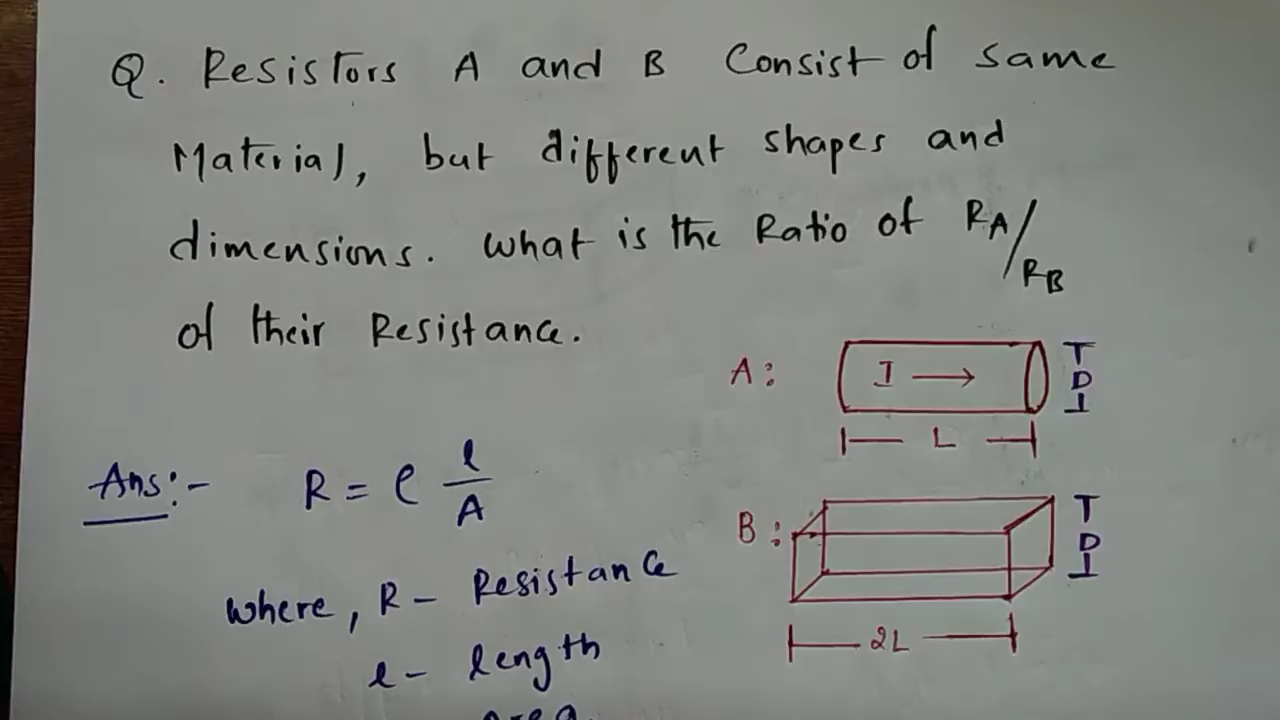 Q. Resistors A and B Consist of same
Material, but different shapes and
dimensions. What is the Ratio of RA/RB
of their Resistance.
A: I → D
L
Ans:- R = ρ l/A
B: D
where, R - Resistance
2L
l - length
area